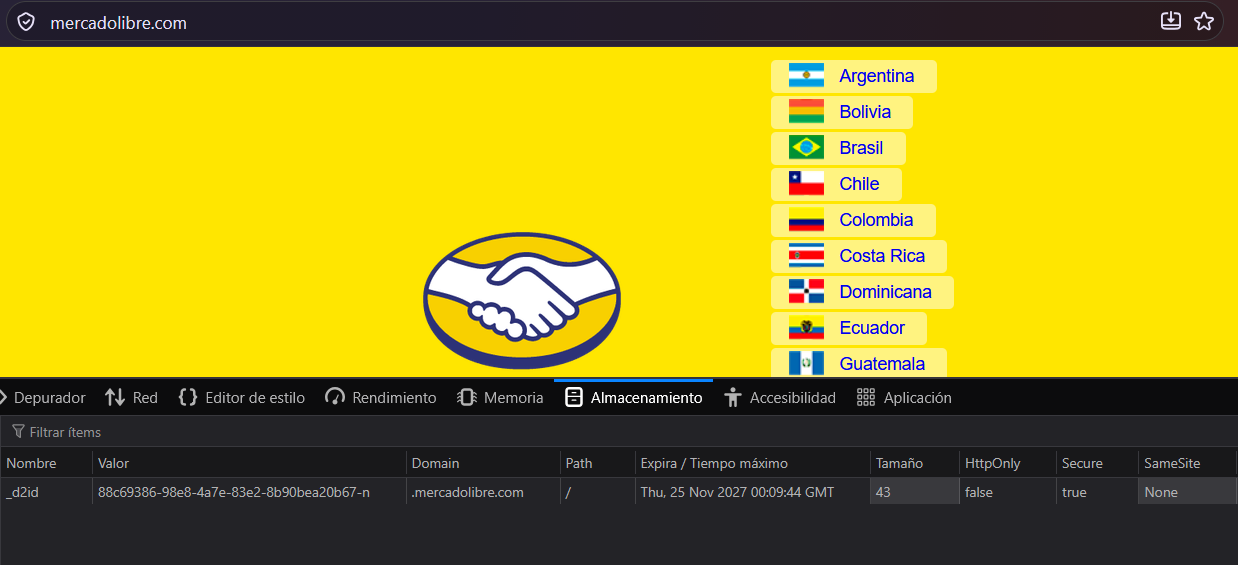 mercadolibre.com
Argentina
Bolivia
Brasil
Chile
Colombia
Costa Rica
Dominicana
Ecuador
Guatemala
Depurador Red Editor de estilo Rendimiento Memoria Almacenamiento Accesibilidad Aplicación
Filtrar ítems
Nombre Valor Domain Path Expira / Tiempo máximo Tamaño HttpOnly Secure SameSite
_d2id 88c69386-98e8-4a7e-83e2-8b90bea20b67-n .mercadolibre.com / Thu, 25 Nov 2027 00:09:44 GMT 43 false true None